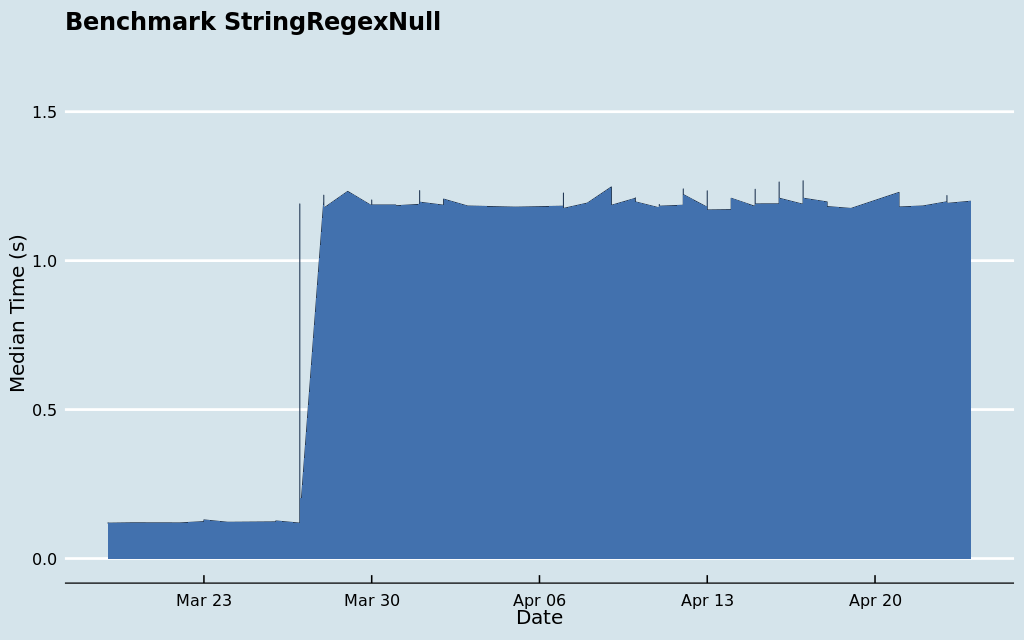 Benchmark StringRegexNull
Median Time (s)
1.5
1.0
0.5
0.0
Mar 23
Mar 30
Apr 06
Apr 13
Apr 20
Date